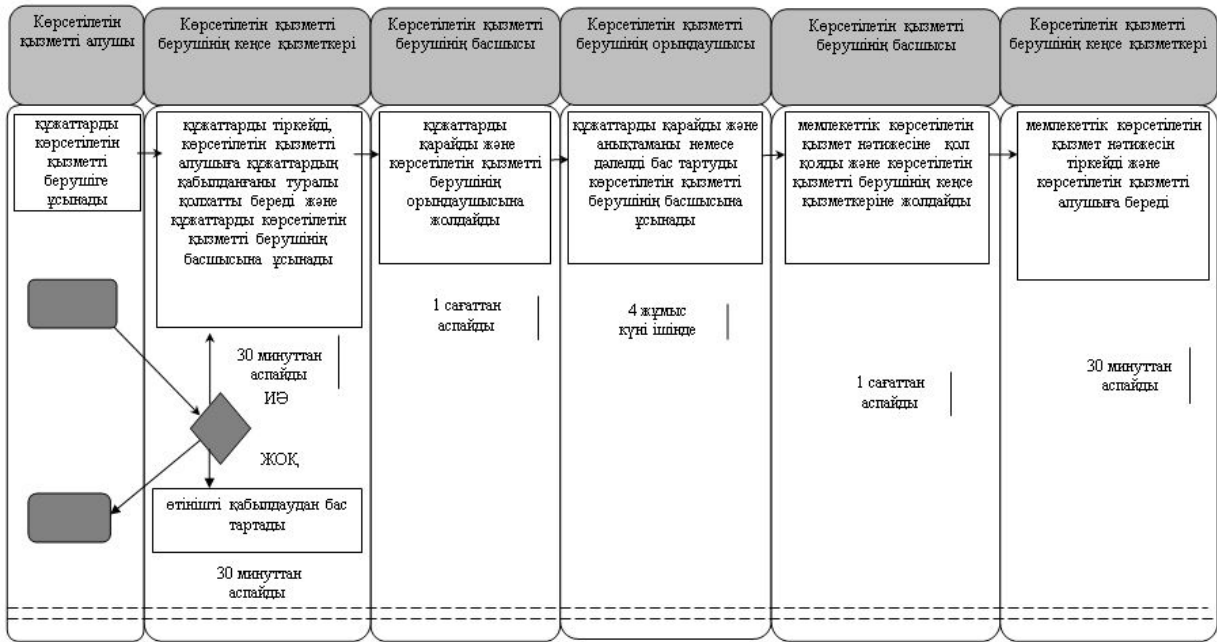 Көрсетілетін
қызметті алушы
Көрсетілетін қызметті
берушінің кеңсе қызметкері
Көрсетілетін қызметті
берушінің басшысы
Көрсетілетін қызметті
берушінің орындаушысы
Көрсетілетін қызметті
берушінің басшысы
Көрсетілетін қызметті
берушінің кеңсе қызметкері
құжаттарды
көрсетілетін
қызметті
берушіге
ұсынады
құжаттарды тіркейді,
көрсетілетін қызметті
алушыға құжаттардың
қабылданғаны туралы
қолхатты береді және
құжаттарды көрсетілетін
қызметті берушінің
басшысына ұсынады
құжаттарды
қарайды және
көрсетілетін қызметті
берушінің
орындаушысына
жолдайды
құжаттарды қарайды және
анықтаманы немесе
дәлелді бас тартуды
көрсетілетін қызметті
берушінің басшысына
ұсынады
мемлекеттік көрсетілетін
қызмет нәтижесіне қол
қояды және көрсетілетін
қызметті берушінің кеңсе
қызметкеріне жолдайды
мемлекеттік көрсетілетін
қызмет нәтижесін
тіркейді және
көрсетілетін қызметті
алушыға береді
30 минуттан
аспайды
ИӘ
ЖОҚ
өтінішті қабылдаудан бас
тартады
30 минуттан
аспайды
1 сағаттан
аспайды
4 жұмыс
күні ішінде
1 сағаттан
аспайды
30 минуттан
аспайды